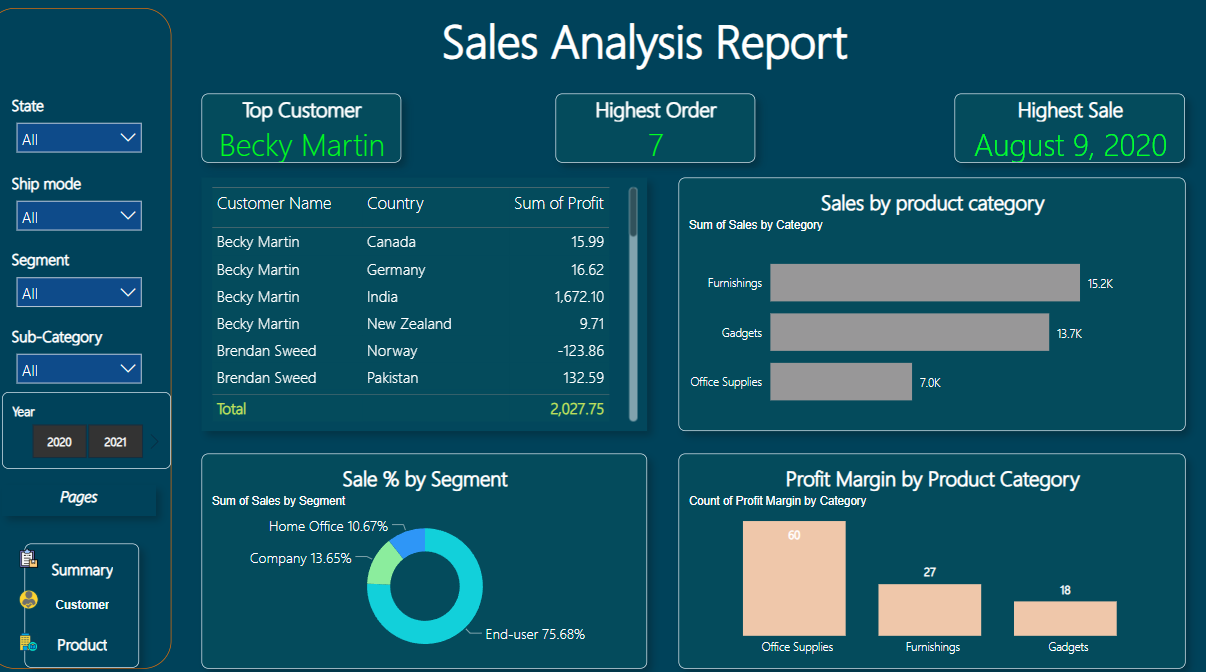 Sales Analysis Report
State
All
Ship mode
All
Segment
All
Sub-Category
All
Year
2020 2021
Pages
Summary
Customer
Product
Top Customer
Becky Martin
Highest Order
7
Highest Sale
August 9, 2020
Customer Name Country Sum of Profit
Becky Martin Canada 15.99
Becky Martin Germany 16.62
Becky Martin India 1,672.10
Becky Martin New Zealand 9.71
Brendan Sweed Norway -123.86
Brendan Sweed Pakistan 132.59
Total 2,027.75
Sales by product category
Sum of Sales by Category
Furnishings 15.2K
Gadgets 13.7K
Office Supplies 7.0K
Sale % by Segment
Sum of Sales by Segment
Home Office 10.67%
Company 13.65%
End-user 75.68%
Profit Margin by Product Category
Count of Profit Margin by Category
60 27 18
Office Supplies Furnishings Gadgets